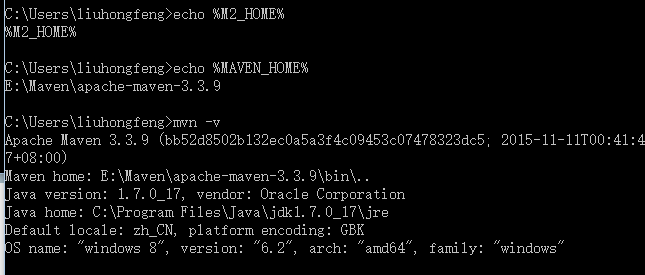 C:\Users\liuhongfeng>echo %M2_HOME%
%M2_HOME%
C:\Users\liuhongfeng>echo %MAVEN_HOME%
E:\Maven\apache-maven-3.3.9
C:\Users\liuhongfeng>mvn -v
Apache Maven 3.3.9 (bb52d8502b132ec0a5a3f4c09453c07478323dc5; 2015-11-11T00:41:4
7+08:00)
Maven home: E:\Maven\apache-maven-3.3.9\bin\..
Java version: 1.7.0_17, vendor: Oracle Corporation
Java home: C:\Program Files\Java\jdk1.7.0_17\jre
Default locale: zh_CN, platform encoding: GBK
OS name: "windows 8", version: "6.2", arch: "amd64", family: "windows"